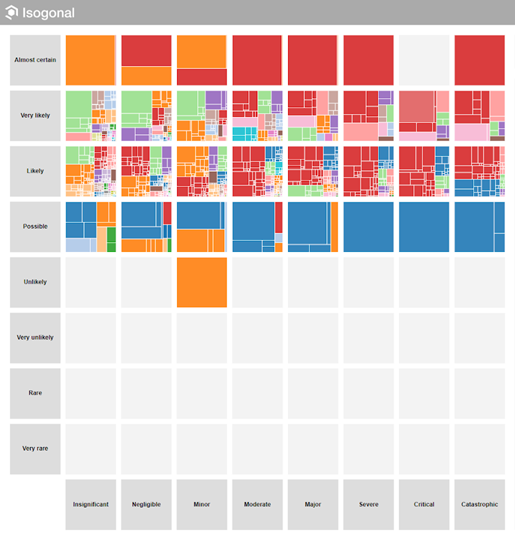 Isogonal
Almost certain
Very likely
Likely
Possible
Unlikely
Very unlikely
Rare
Very rare
Insignificant Negligible Minor Moderate Major Severe Critical Catastrophic